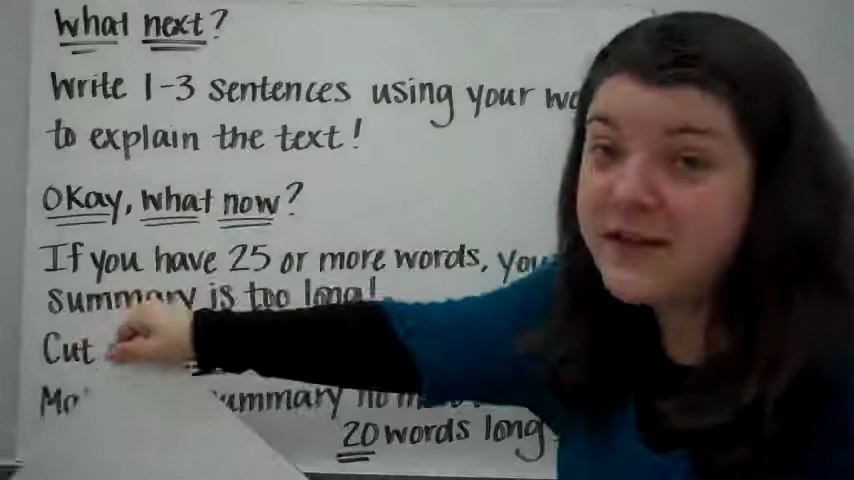 What next?
Write 1-3 sentences using your
to explain the text!
Okay, what now?
If you have 25 or more words,
summary is too long!
Cut
20 words long